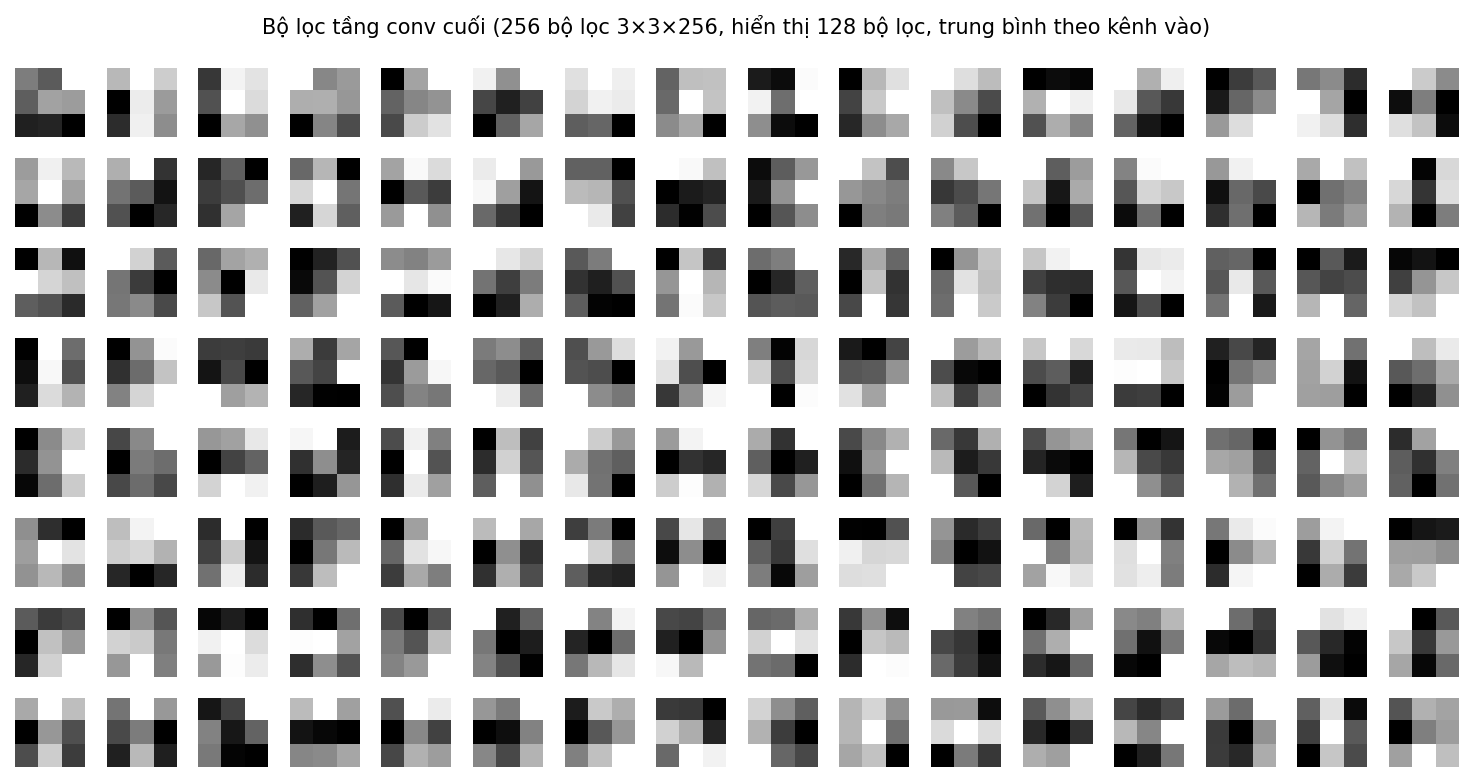 Bộ lọc tầng conv cuối (256 bộ lọc 3×3×256, hiển thị 128 bộ lọc, trung bình theo kênh vào)